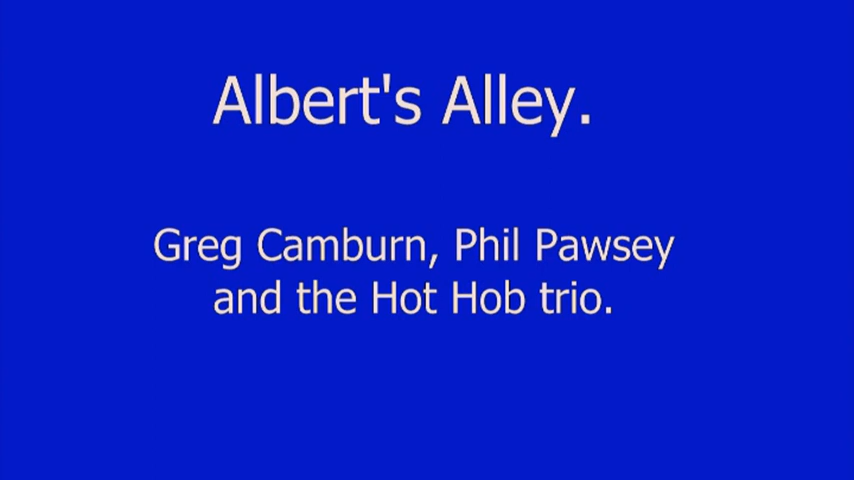 Albert's Alley.
Greg Camburn, Phil Pawsey
and the Hot Hob trio.